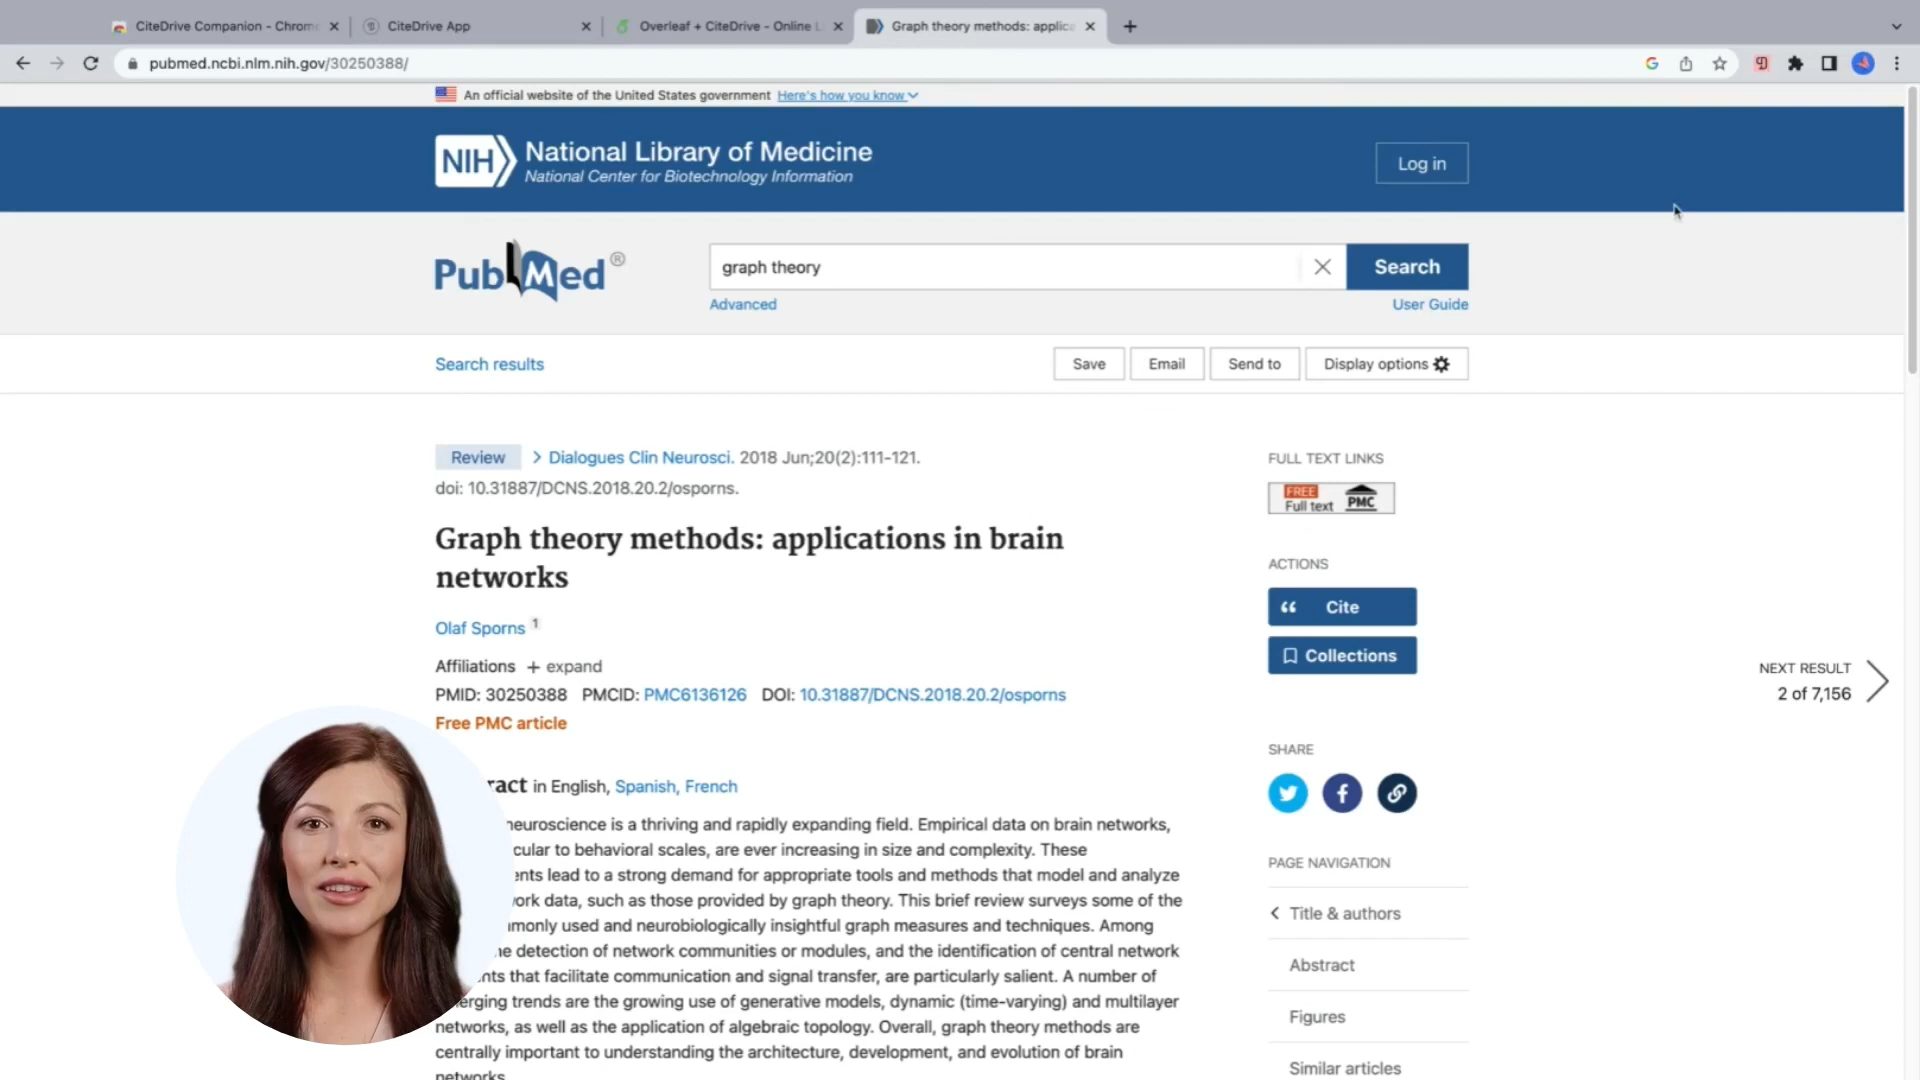 CiteDrive Companion - Chrom
CiteDrive App
Overleaf + CiteDrive - Online L
Graph theory methods: applica
pubmed.ncbi.nlm.nih.gov/30250388/
An official website of the United States government Here's how you know
NIH National Library of Medicine
National Center for Biotechnology Information
Log in
PubMed®
graph theory
Search
Advanced
User Guide
Search results
Save
Email
Send to
Display options
Review
Dialogues Clin Neurosci. 2018 Jun;20(2):111-121.
doi: 10.31887/DCNS.2018.20.2/osporns.
Graph theory methods: applications in brain
networks
Olaf Sporns 1
Affiliations + expand
PMID: 30250388 PMCID: PMC6136126 DOI: 10.31887/DCNS.2018.20.2/osporns
Free PMC article
ract in English, Spanish, French
neuroscience is a thriving and rapidly expanding field. Empirical data on brain networks,
cular to behavioral scales, are ever increasing in size and complexity. These
ents lead to a strong demand for appropriate tools and methods that model and analyze
ork data, such as those provided by graph theory. This brief review surveys some of the
mmonly used and neurobiologically insightful graph measures and techniques. Among
he detection of network communities or modules, and the identification of central network
nts that facilitate communication and signal transfer, are particularly salient. A number of
erging trends are the growing use of generative models, dynamic (time-varying) and multilayer
networks, as well as the application of algebraic topology. Overall, graph theory methods are
centrally important to understanding the architecture, development, and evolution of brain
networks.
FULL TEXT LINKS
FREE
Full text PMC
ACTIONS
Cite
Collections
NEXT RESULT
2 of 7,156
SHARE
PAGE NAVIGATION
Title & authors
Abstract
Figures
Similar articles